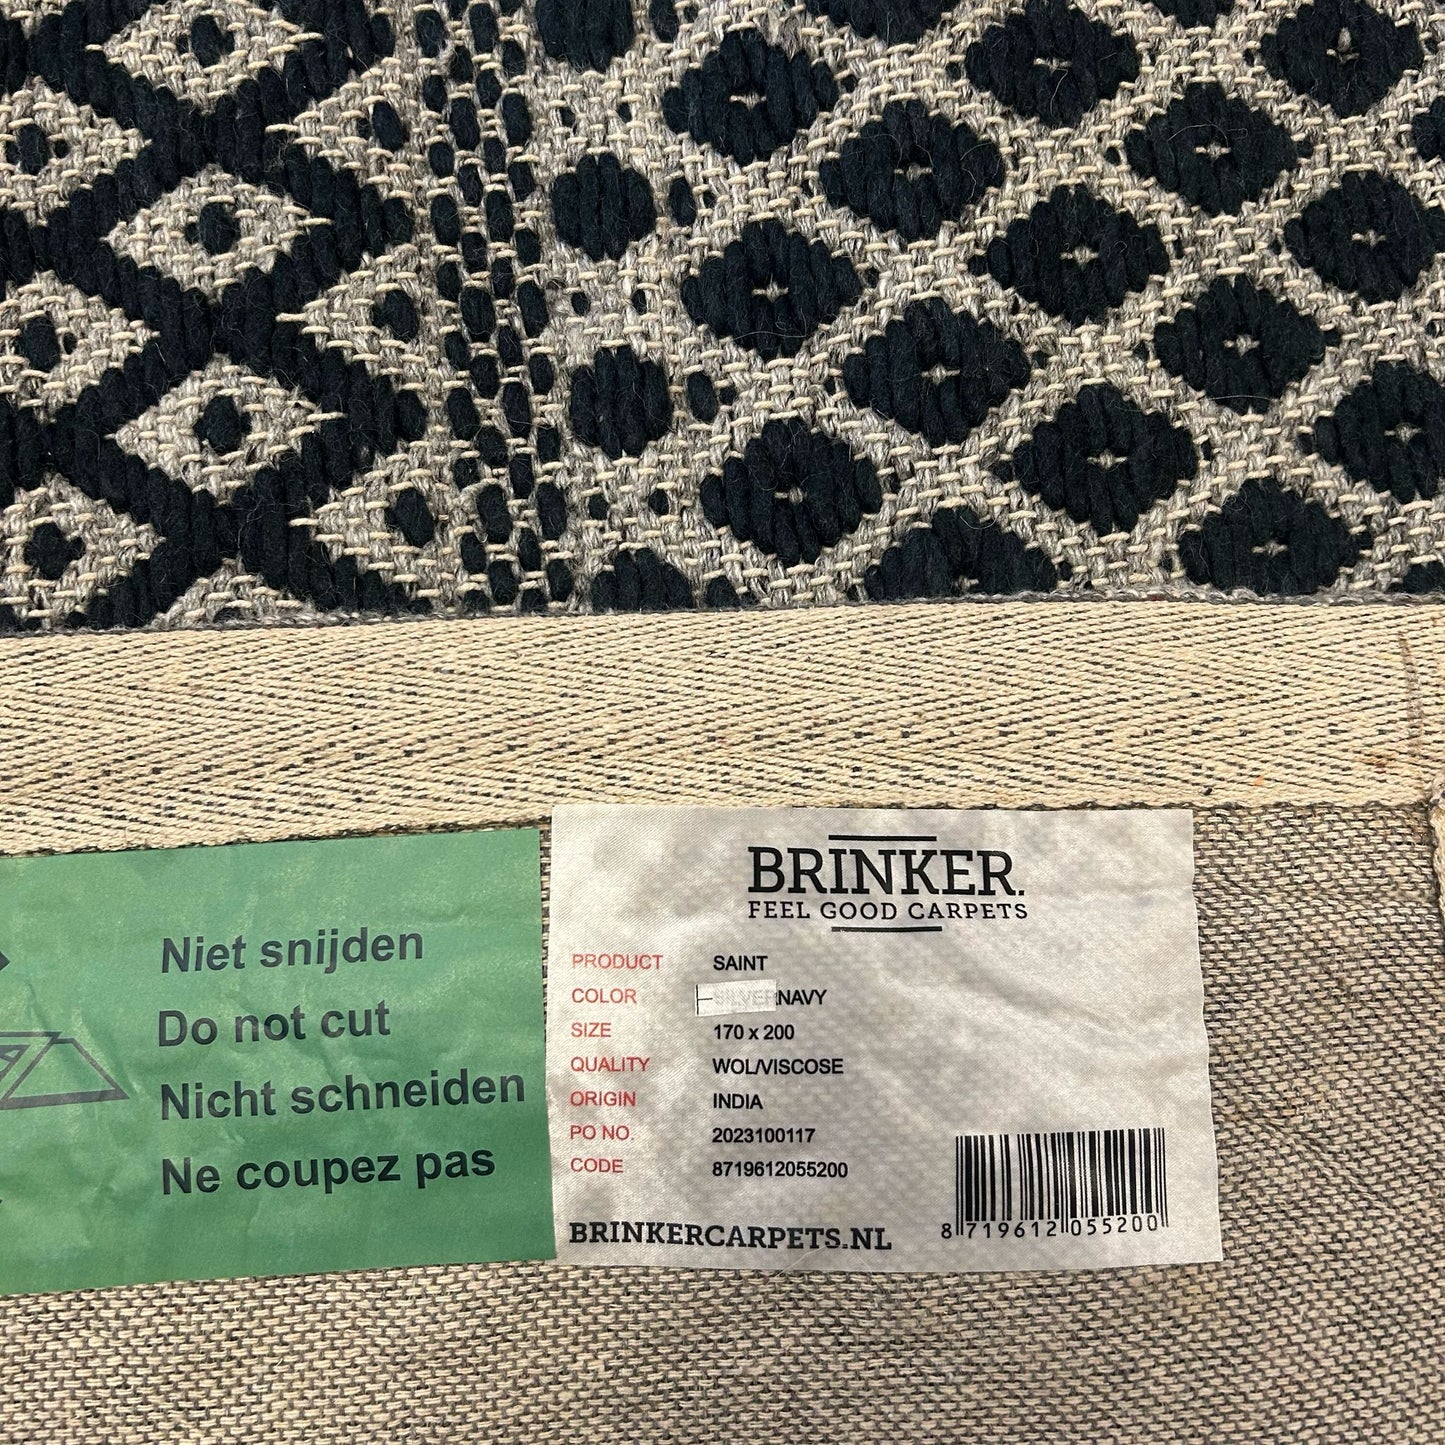 Niet snijden
Do not cut
Nicht schneiden
Ne coupez pas
BRINKER.
FEEL GOOD CARPETS
PRODUCT SAINT
COLOR SILVERNAVY
SIZE 170 x 200
QUALITY WOL/VISCOSE
ORIGIN INDIA
PO NO. 2023100117
CODE 8719612055200
BRINKERCARPETS.NL
8 719612 055200